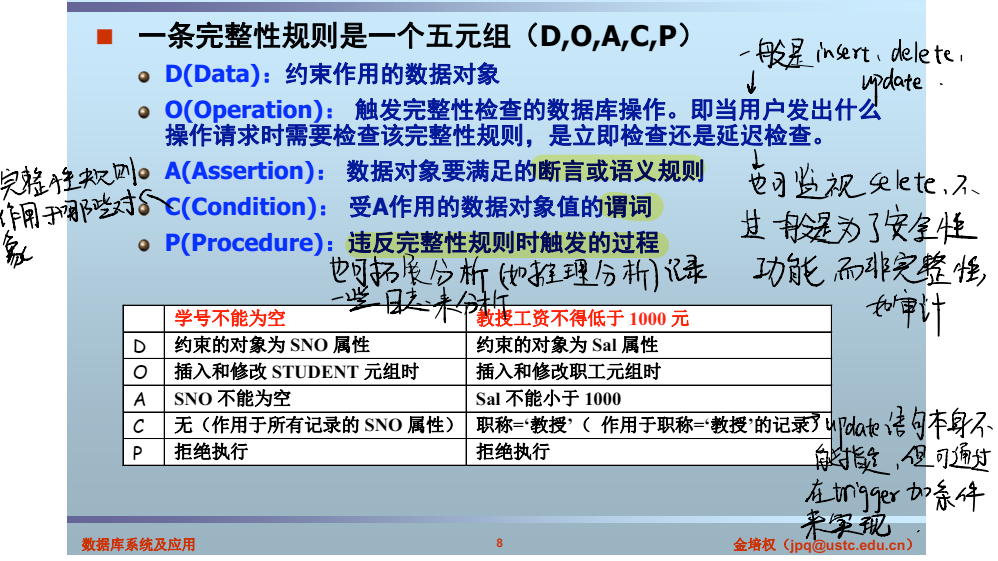 一条完整性规则是一个五元组（D,O,A,C,P）
一般是 insert、delete、
update.
D(Data)：约束作用的数据对象
O(Operation)： 触发完整性检查的数据库操作。即当用户发出什么
操作请求时需要检查该完整性规则，是立即检查还是延迟检查。
A(Assertion)： 数据对象要满足的断言或语义规则
C(Condition)： 受A作用的数据对象值的谓词
P(Procedure)：违反完整性规则时触发的过程
完整性规则
作用于哪些对
象
也可监视 selete、不
过一般是为了安全性
功能 而非完整性,
如审计
也可拓展分析(如推理分析)记录
一些日志来分析
学号不能为空 教授工资不得低于 1000 元
D 约束的对象为 SNO 属性 约束的对象为 Sal 属性
O 插入和修改 STUDENT 元组时 插入和修改职工元组时
A SNO 不能为空 Sal 不能小于 1000
C 无（作用于所有记录的 SNO 属性） 职称=‘教授’（ 作用于职称=‘教授’的记录
P 拒绝执行 拒绝执行
update 语句本身不
能指定，但可通过
在 trigger 加条件
来实现.
数据库系统及应用
8
金培权（jpq@ustc.edu.cn）